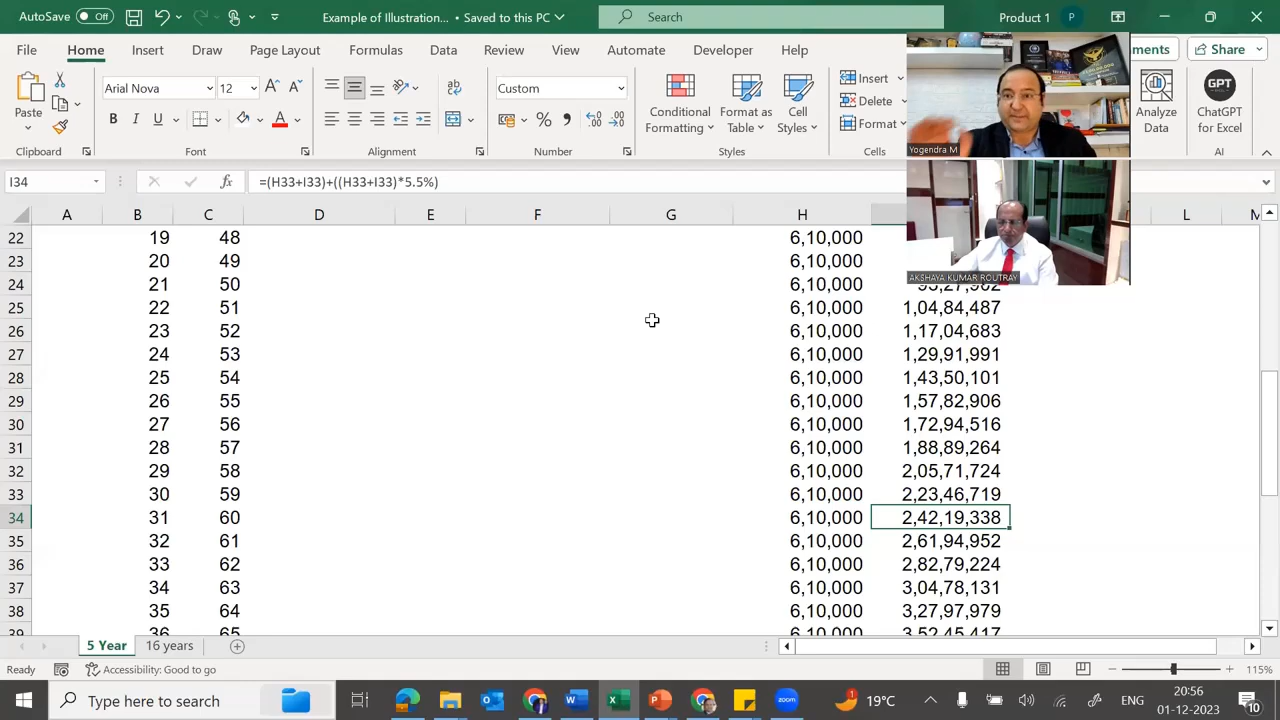 AutoSave Off Example of Illustration... • Saved to this PC Search Product 1 P
File Home Insert Draw Page Layout Formulas Data Review View Automate Developer Help ments Share
Paste Arial Nova 12 Custom Conditional Formatting Format as Table Cell Styles Insert Delete Format Analyze Data ChatGPT for Excel
Clipboard Font Alignment Number Styles Cells AI
Yogendra M
I34 =(H33+I33)+((H33+I33)*5.5%)
A B C D E F G H L M
22 19 48 6,10,000
23 20 49 6,10,000
AKSHAYA KUMAR ROUTRAY
24 21 50 6,10,000
25 22 51 6,10,000 1,04,84,487
26 23 52 6,10,000 1,17,04,683
27 24 53 6,10,000 1,29,91,991
28 25 54 6,10,000 1,43,50,101
29 26 55 6,10,000 1,57,82,906
30 27 56 6,10,000 1,72,94,516
31 28 57 6,10,000 1,88,89,264
32 29 58 6,10,000 2,05,71,724
33 30 59 6,10,000 2,23,46,719
34 31 60 6,10,000 2,42,19,338
35 32 61 6,10,000 2,61,94,952
36 33 62 6,10,000 2,82,79,224
37 34 63 6,10,000 3,04,78,131
38 35 64 6,10,000 3,27,97,979
39 36 65 6,10,000 3,52,45,417
5 Year 16 years
Ready Accessibility: Good to go 115%
Type here to search 19°C ENG 20:56
01-12-2023 10